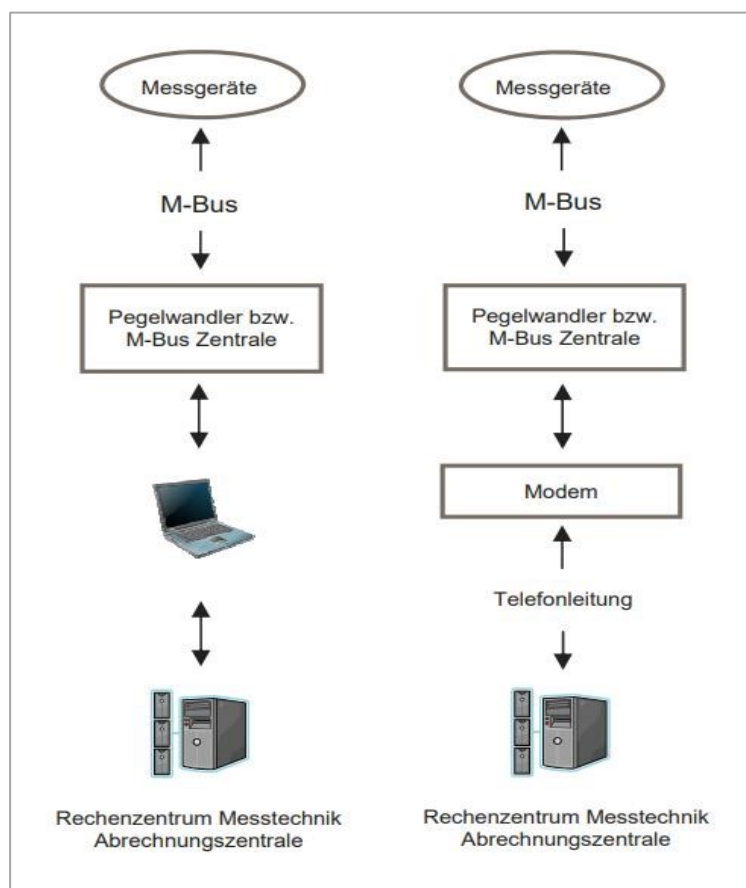 Messgeräte
M-Bus
Pegelwandler bzw.
M-Bus Zentrale
Rechenzentrum Messtechnik
Abrechnungszentrale
Messgeräte
M-Bus
Pegelwandler bzw.
M-Bus Zentrale
Modem
Telefonleitung
Rechenzentrum Messtechnik
Abrechnungszentrale